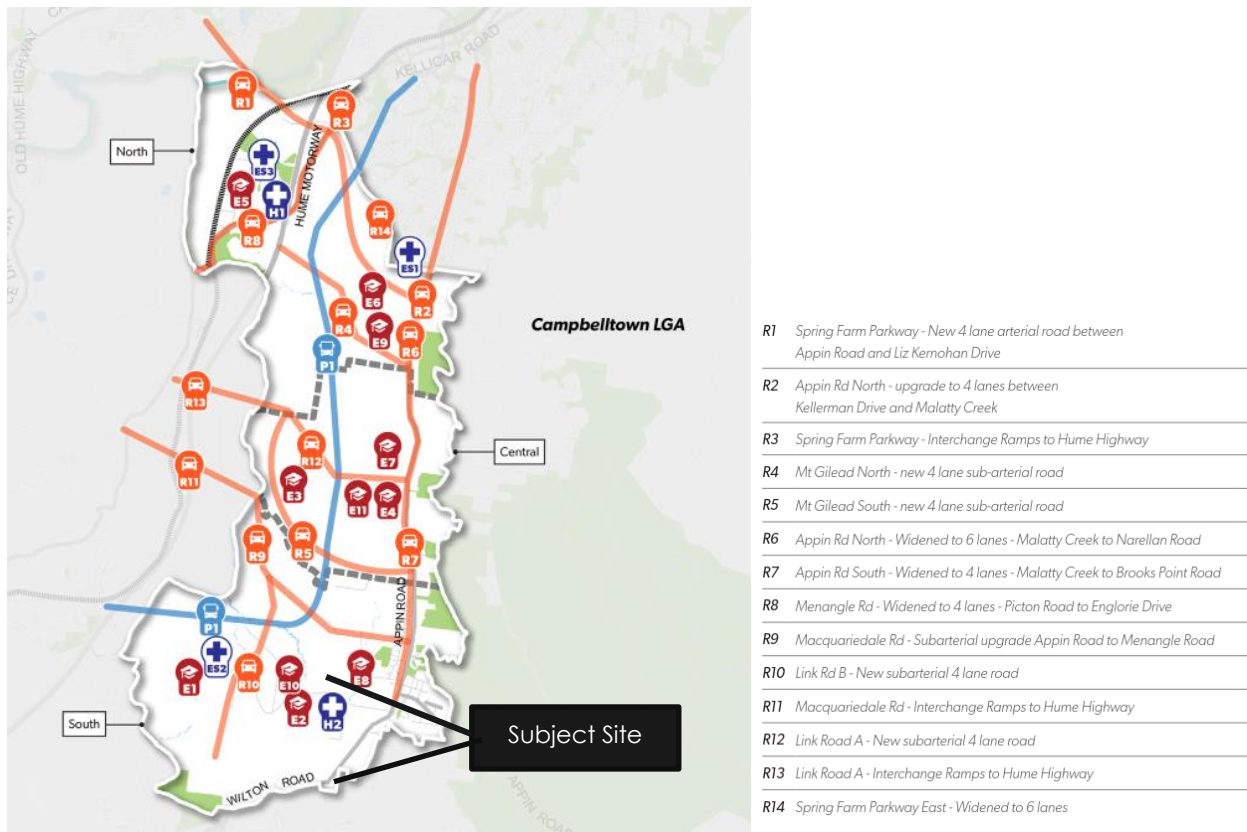 OLD HUME HIGHWAY
KELLICAR ROAD
R1
R3
North
HUME MOTORWAY
ES3
E5
H1
R8
R14
ES1
E6
R2
R4
E9
R6
Campbelltown LGA
P1
R13
R12
E7
Central
R11
E3
E11
E4
R9
R5
R7
APPIN ROAD
P1
ES2
E1
R10
E10
E8
E2
H2
South
Subject Site
WILTON ROAD
APPIN ROAD
R1 Spring Farm Parkway - New 4 lane arterial road between
Appin Road and Liz Kernohan Drive
R2 Appin Rd North - upgrade to 4 lanes between
Kellerman Drive and Malatty Creek
R3 Spring Farm Parkway - Interchange Ramps to Hume Highway
R4 Mt Gilead North - new 4 lane sub-arterial road
R5 Mt Gilead South - new 4 lane sub-arterial road
R6 Appin Rd North - Widened to 6 lanes - Malatty Creek to Narellan Road
R7 Appin Rd South - Widened to 4 lanes - Malatty Creek to Brooks Point Road
R8 Menangle Rd - Widened to 4 lanes - Picton Road to Englorie Drive
R9 Macquariedale Rd - Subarterial upgrade Appin Road to Menangle Road
R10 Link Rd B - New subarterial 4 lane road
R11 Macquariedale Rd - Interchange Ramps to Hume Highway
R12 Link Road A - New subarterial 4 lane road
R13 Link Road A - Interchange Ramps to Hume Highway
R14 Spring Farm Parkway East - Widened to 6 lanes